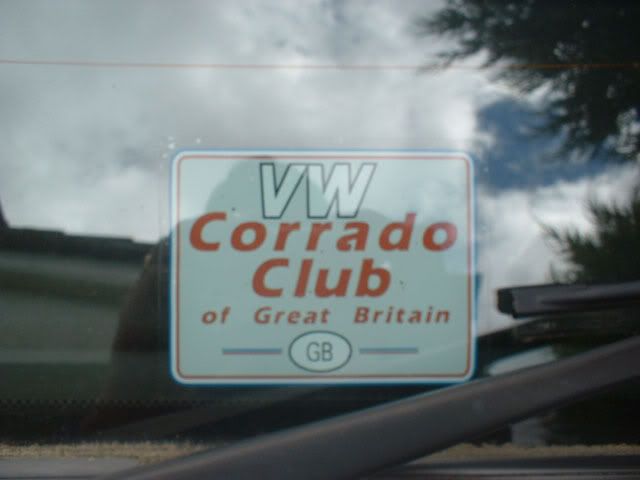 VW
Corrado
Club
of Great Britain
GB